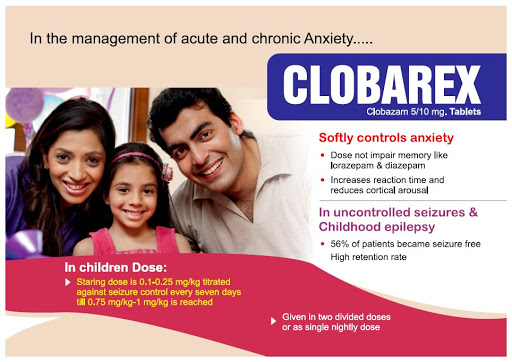 In the management of acute and chronic Anxiety.....
CLOBAREX
Clobazam 5/10 mg. Tablets
Softly controls anxiety
• Dose not impair memory like
lorazepam & diazepam
• Increases reaction time and
reduces cortical arousal
In uncontrolled seizures &
Childhood epilepsy
• 56% of patients became seizure free
High retention rate
In children Dose:
Staring dose is 0.1-0.25 mg/kg titrated
against seizure control every seven days
till 0.75 mg/kg-1 mg/kg is reached
Given in two divided doses
or as single nightly dose